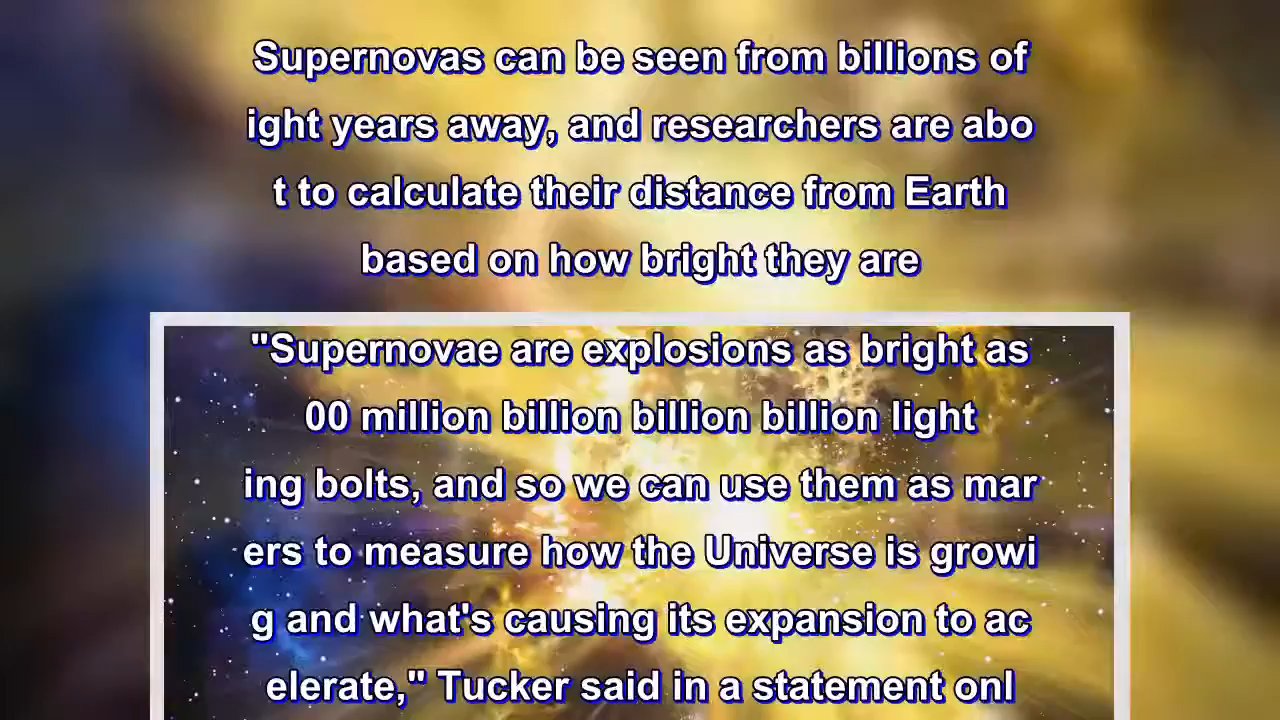 Supernovas can be seen from billions of
ight years away, and researchers are abo
t to calculate their distance from Earth
based on how bright they are
"Supernovae are explosions as bright as
00 million billion billion billion light
ing bolts, and so we can use them as mar
ers to measure how the Universe is growi
g and what's causing its expansion to ac
elerate," Tucker said in a statement onl